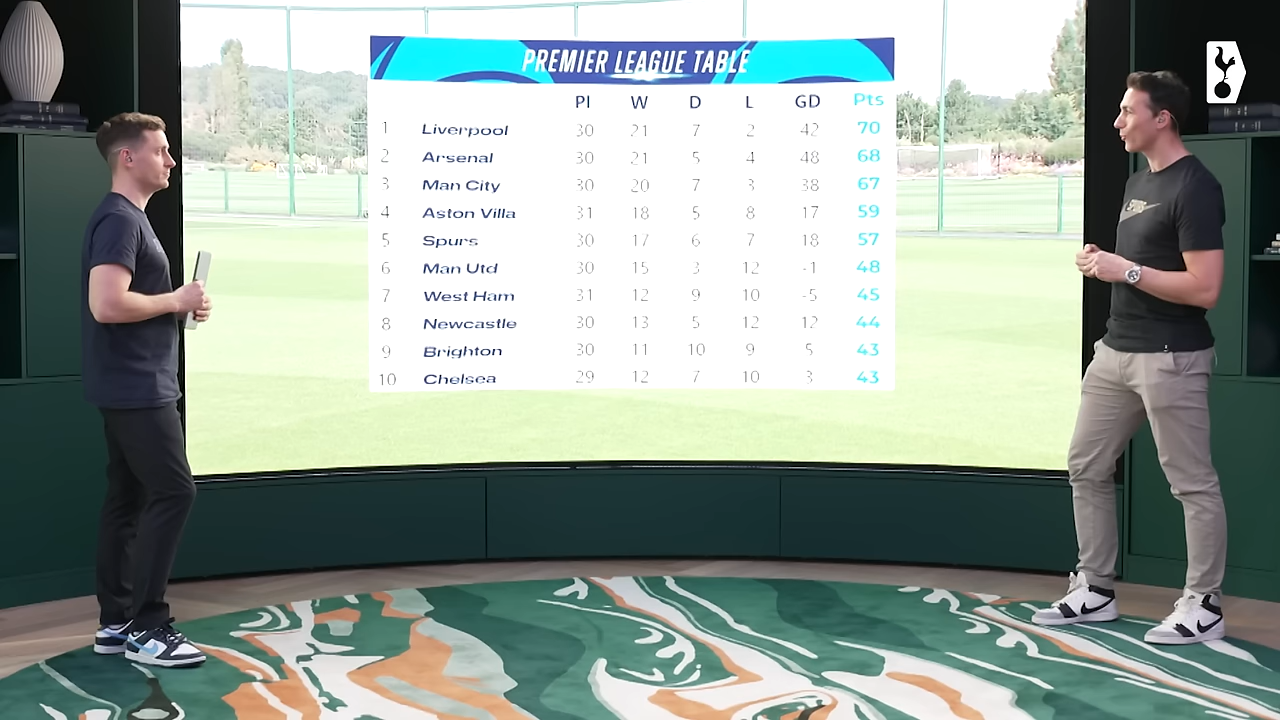 PREMIER LEAGUE TABLE
Pl W D L GD Pts
1 Liverpool 30 21 7 2 42 70
2 Arsenal 30 21 5 4 48 68
3 Man City 30 20 7 3 38 67
4 Aston Villa 31 18 5 8 17 59
5 Spurs 30 17 6 7 18 57
6 Man Utd 30 15 3 12 -1 48
7 West Ham 31 12 9 10 -5 45
8 Newcastle 30 13 5 12 12 44
9 Brighton 30 11 10 9 5 43
10 Chelsea 29 12 7 10 3 43